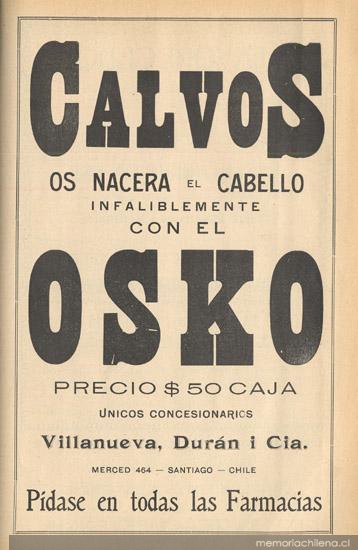 CALVOS
OS NACERA EL CABELLO
INFALIBLEMENTE
CON EL
OSKO
PRECIO $ 50 CAJA
UNICOS CONCESIONARIOS
Villanueva, Durán i Cia.
MERCED 464 — SANTIAGO — CHILE
Pídase en todas las Farmacias
memoriachilena.cl